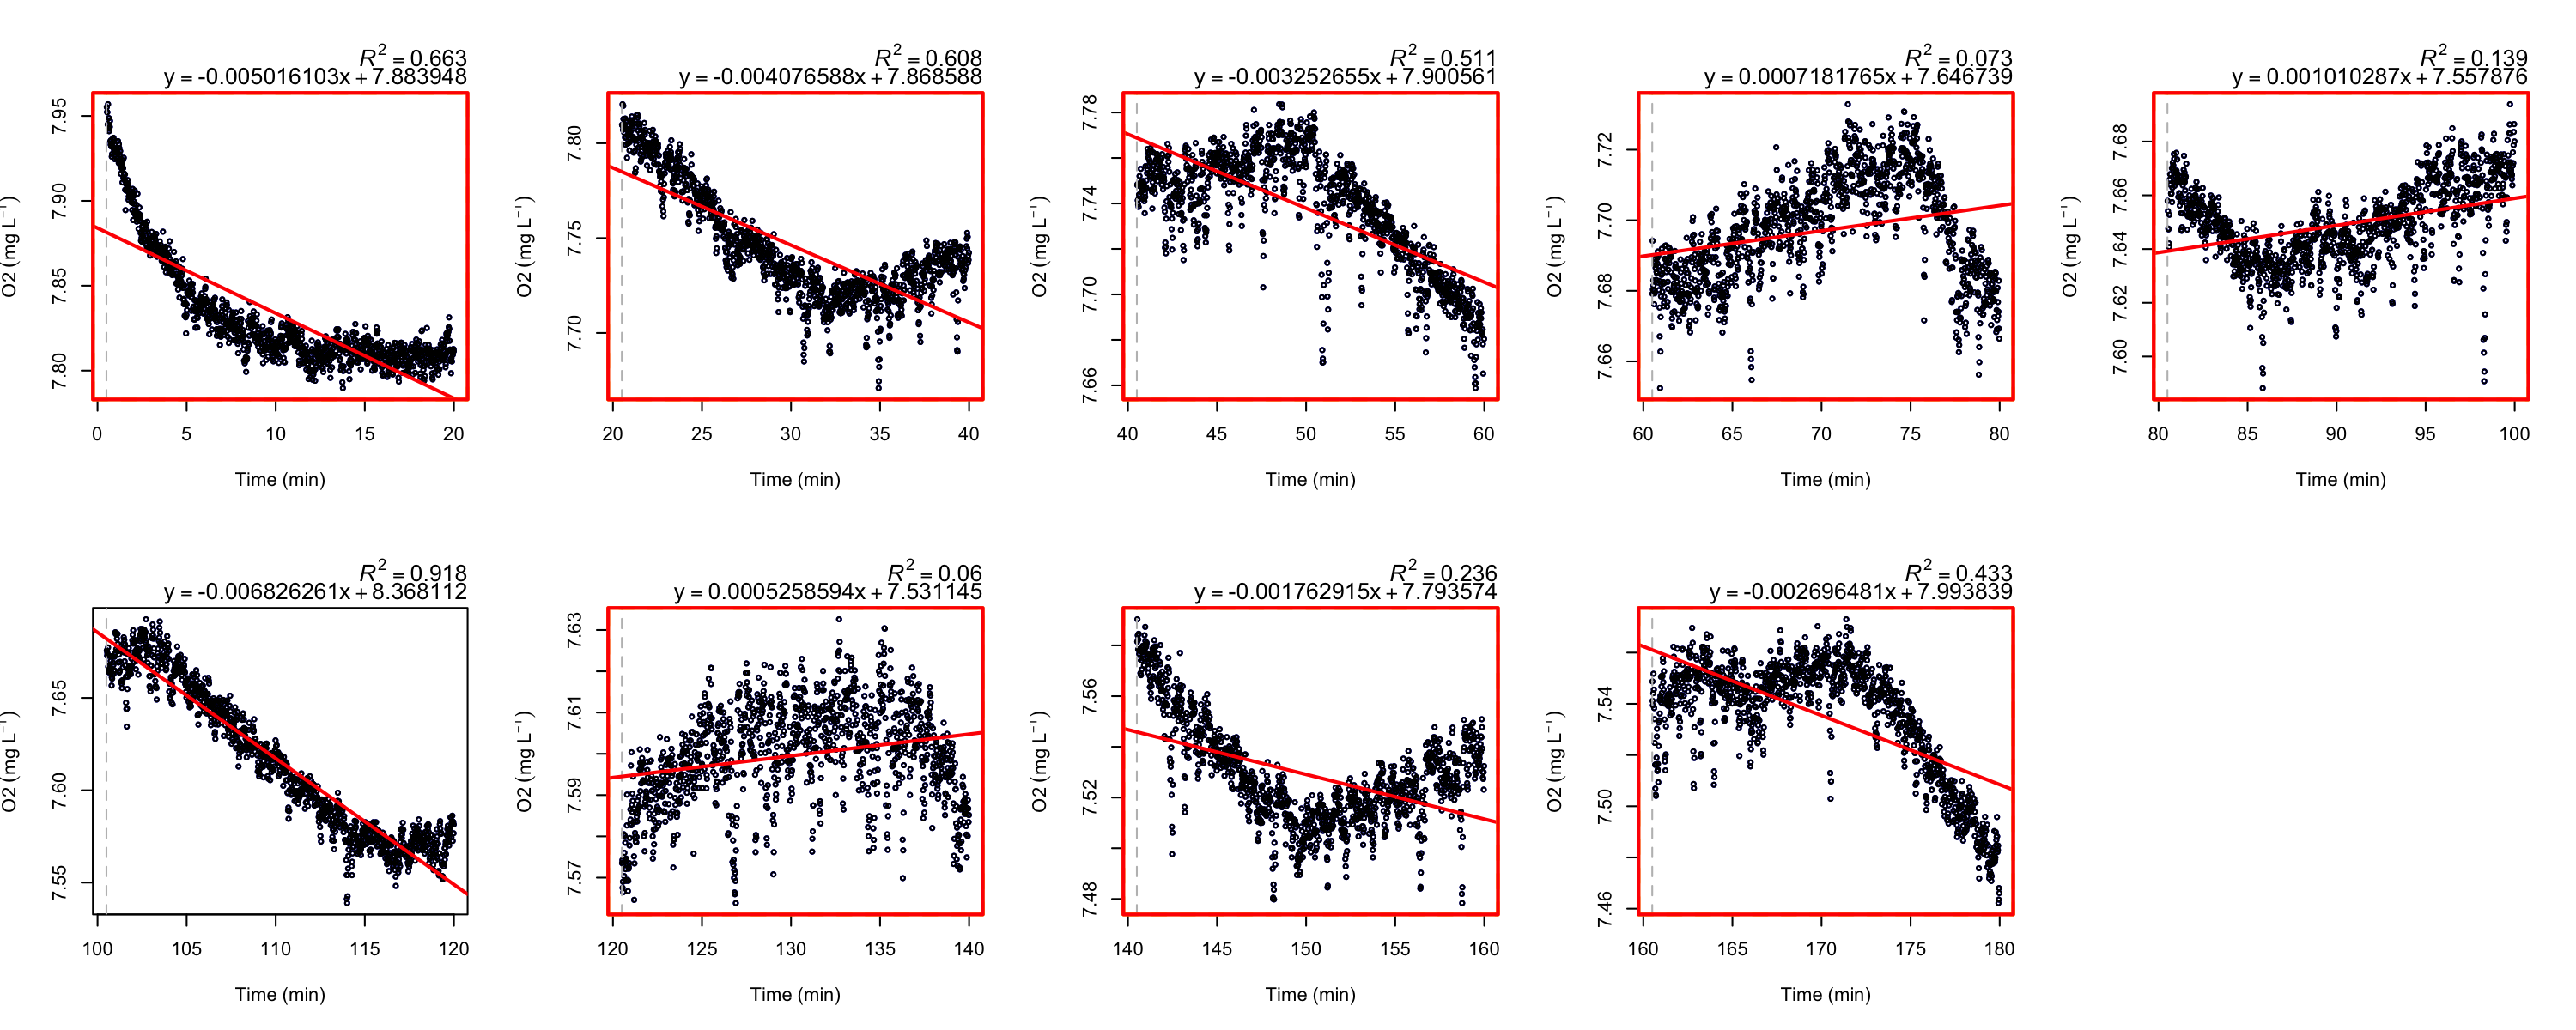 R² = 0.663
y = -0.005016103x + 7.883948
O2 (mg L⁻¹)
7.95
7.90
7.85
7.80
0 5 10 15 20
Time (min)
R² = 0.608
y = -0.004076588x + 7.868588
O2 (mg L⁻¹)
7.80
7.75
7.70
20 25 30 35 40
Time (min)
R² = 0.511
y = -0.003252655x + 7.900561
O2 (mg L⁻¹)
7.78
7.74
7.70
7.66
40 45 50 55 60
Time (min)
R² = 0.073
y = 0.0007181765x + 7.646739
O2 (mg L⁻¹)
7.72
7.70
7.68
7.66
60 65 70 75 80
Time (min)
R² = 0.139
y = 0.001010287x + 7.557876
O2 (mg L⁻¹)
7.68
7.66
7.64
7.62
7.60
80 85 90 95 100
Time (min)
R² = 0.918
y = -0.006826261x + 8.368112
O2 (mg L⁻¹)
7.65
7.60
7.55
100 105 110 115 120
Time (min)
R² = 0.06
y = 0.0005258594x + 7.531145
O2 (mg L⁻¹)
7.63
7.61
7.59
7.57
120 125 130 135 140
Time (min)
R² = 0.236
y = -0.001762915x + 7.793574
O2 (mg L⁻¹)
7.56
7.52
7.48
140 145 150 155 160
Time (min)
R² = 0.433
y = -0.002696481x + 7.993839
O2 (mg L⁻¹)
7.54
7.50
7.46
160 165 170 175 180
Time (min)